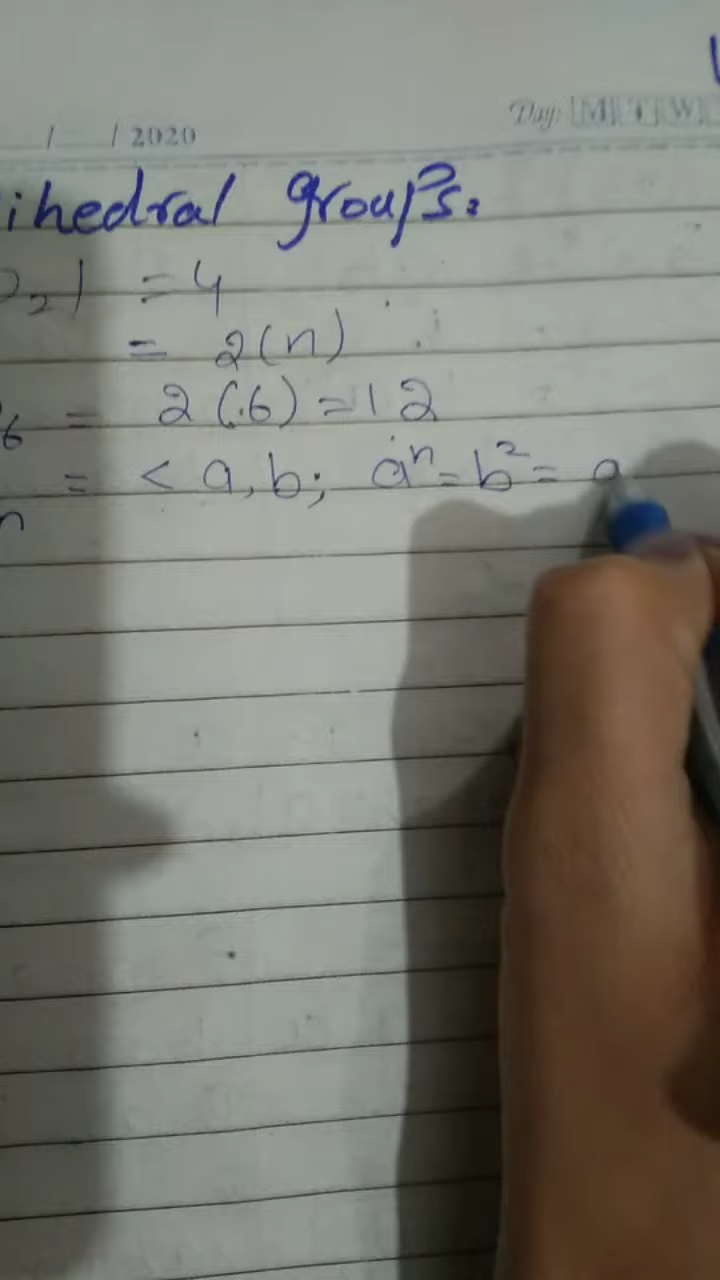 / / 2020
Day: M T W
ihedral groups.
2| = 4
= 2(n)
6 = 2(.6) = 12
n = < a, b; aⁿ = b² = a